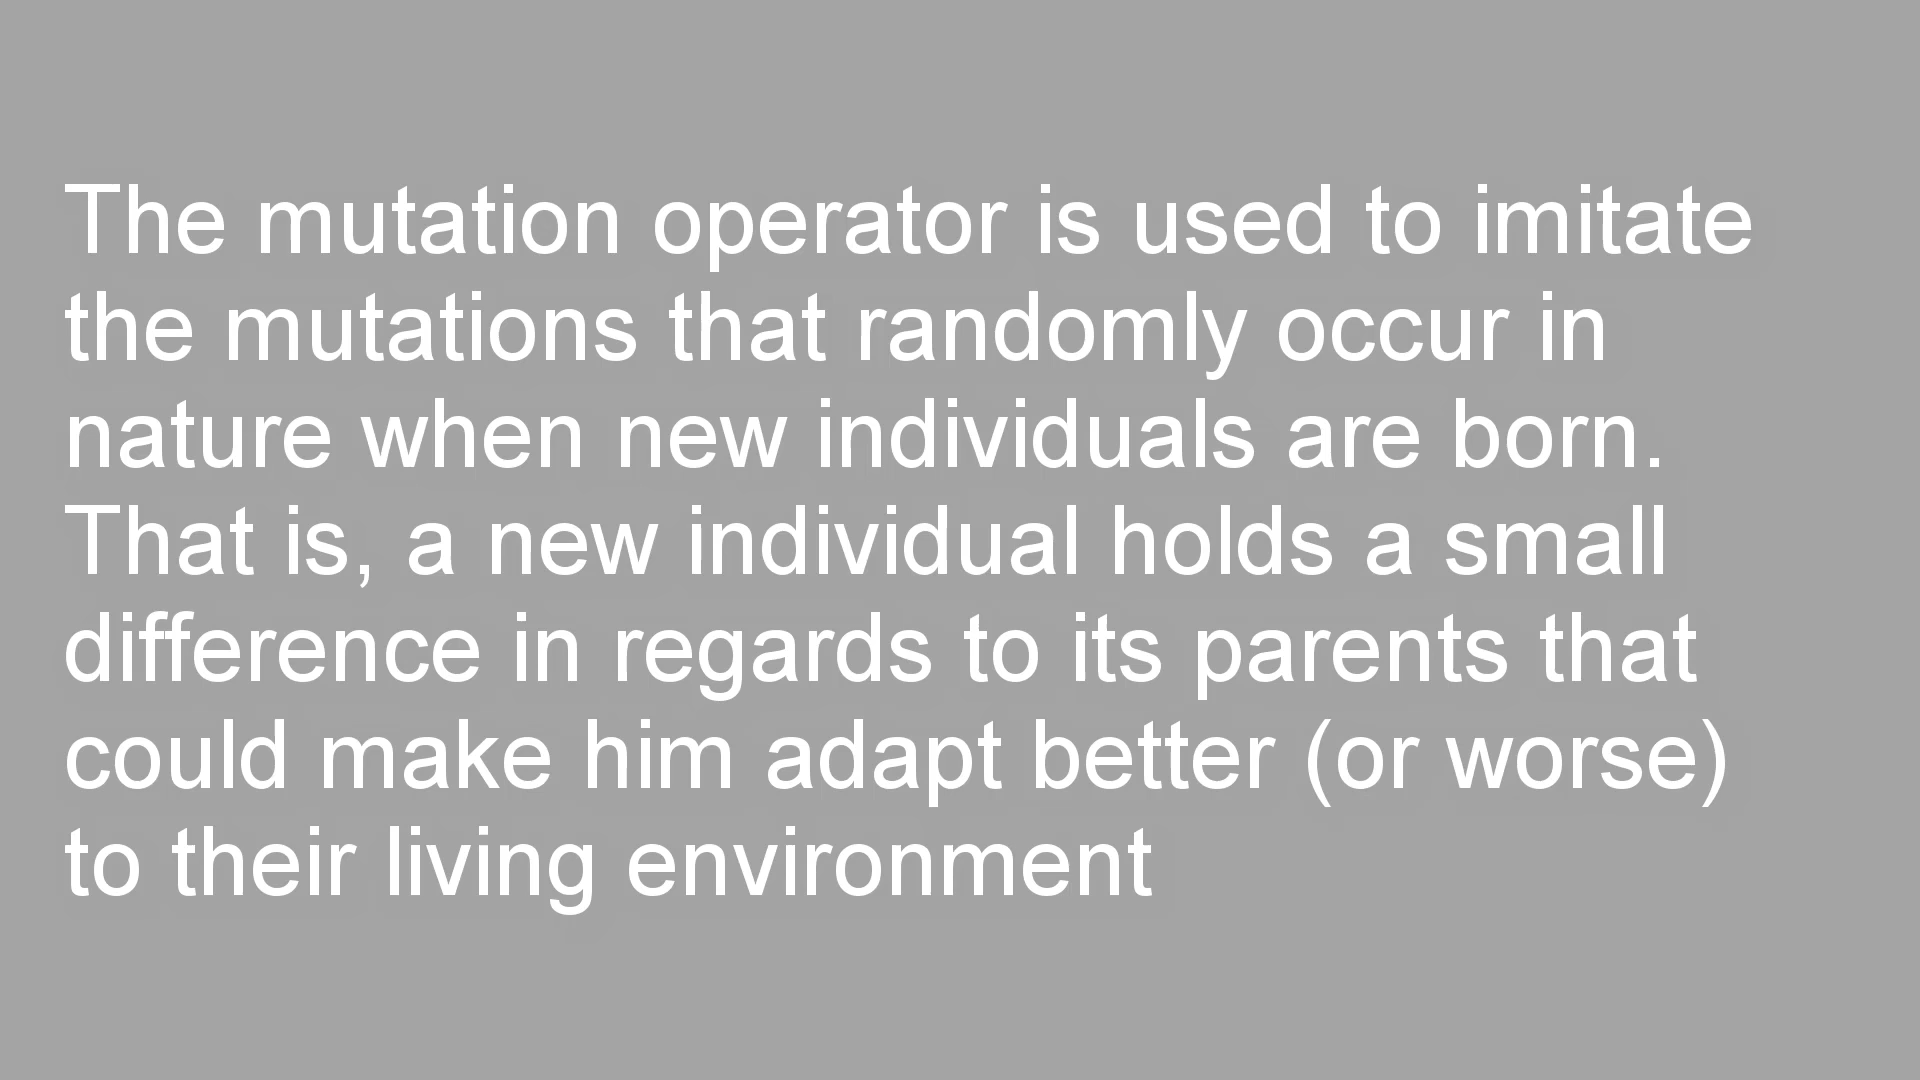 The mutation operator is used to imitate
the mutations that randomly occur in
nature when new individuals are born.
That is, a new individual holds a small
difference in regards to its parents that
could make him adapt better (or worse)
to their living environment